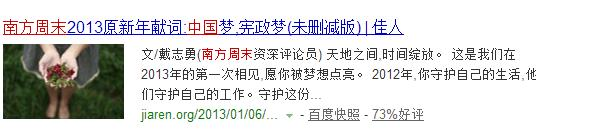 南方周末2013原新年献词:中国梦,宪政梦(未删减版) | 佳人
文/戴志勇(南方周末资深评论员) 天地之间,时间绽放。 这是我们在
2013年的第一次相见,愿你被梦想点亮。 2012年,你守护自己的生活,他
们守护自己的工作。守护这份...
jiaren.org/2013/01/06/... - 百度快照 - 73%好评